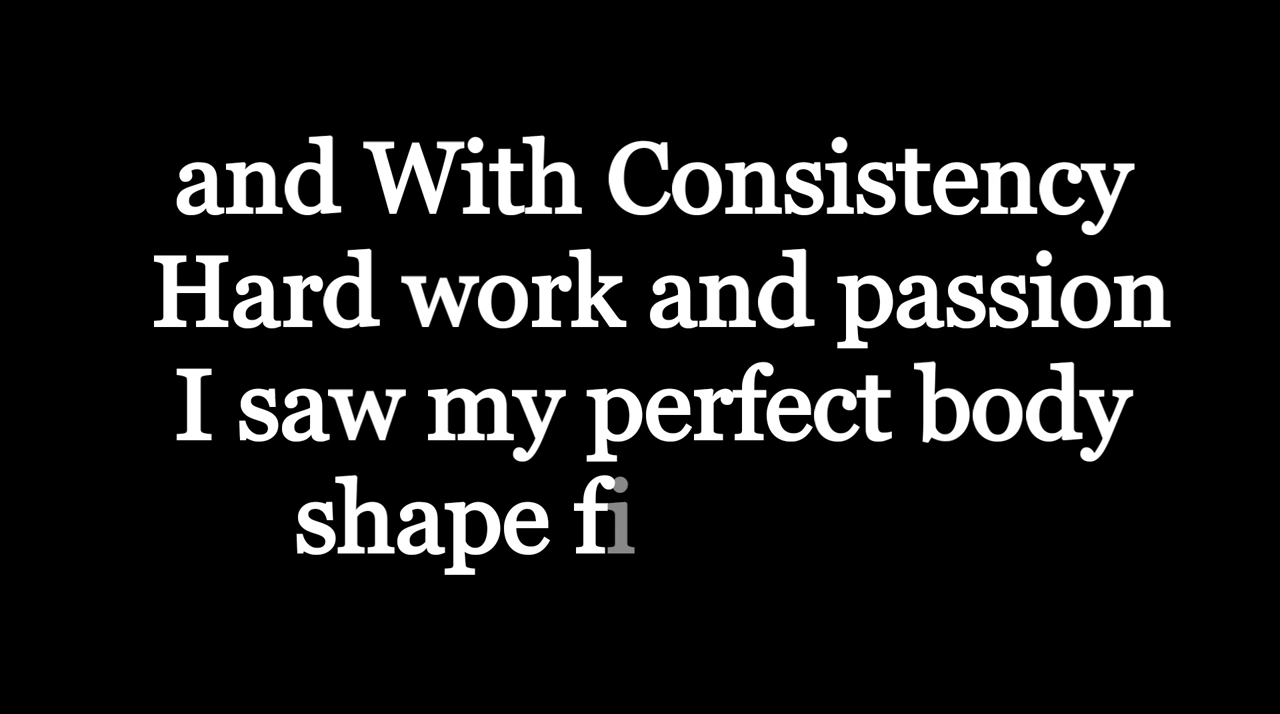 and With Consistency
Hard work and passion
I saw my perfect body
shape fi